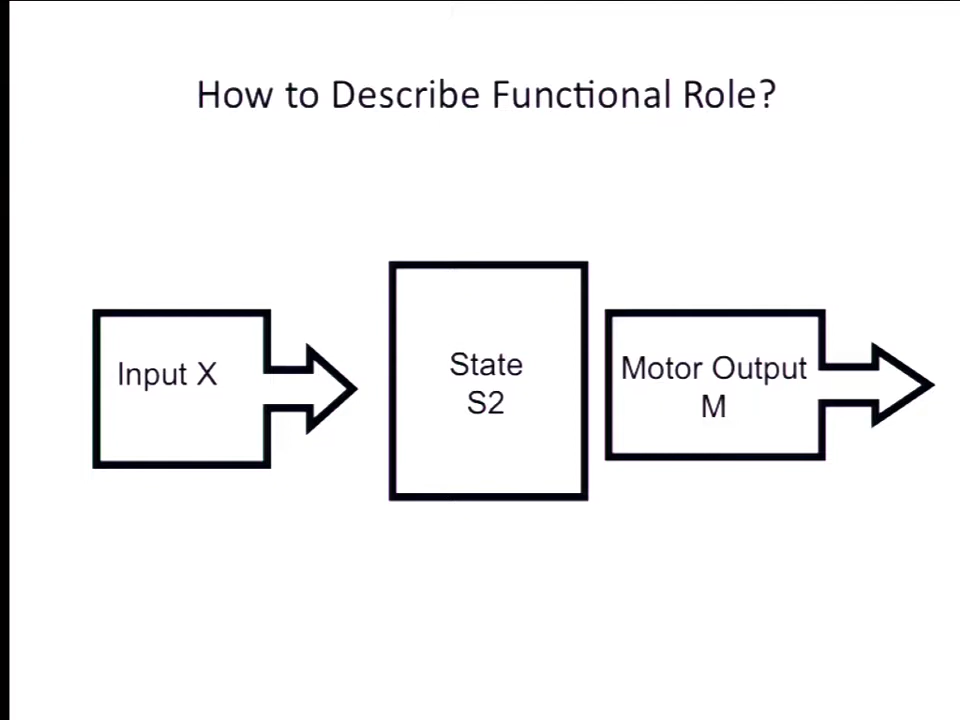 How to Describe Functional Role?
Input X
State
S2
Motor Output
M